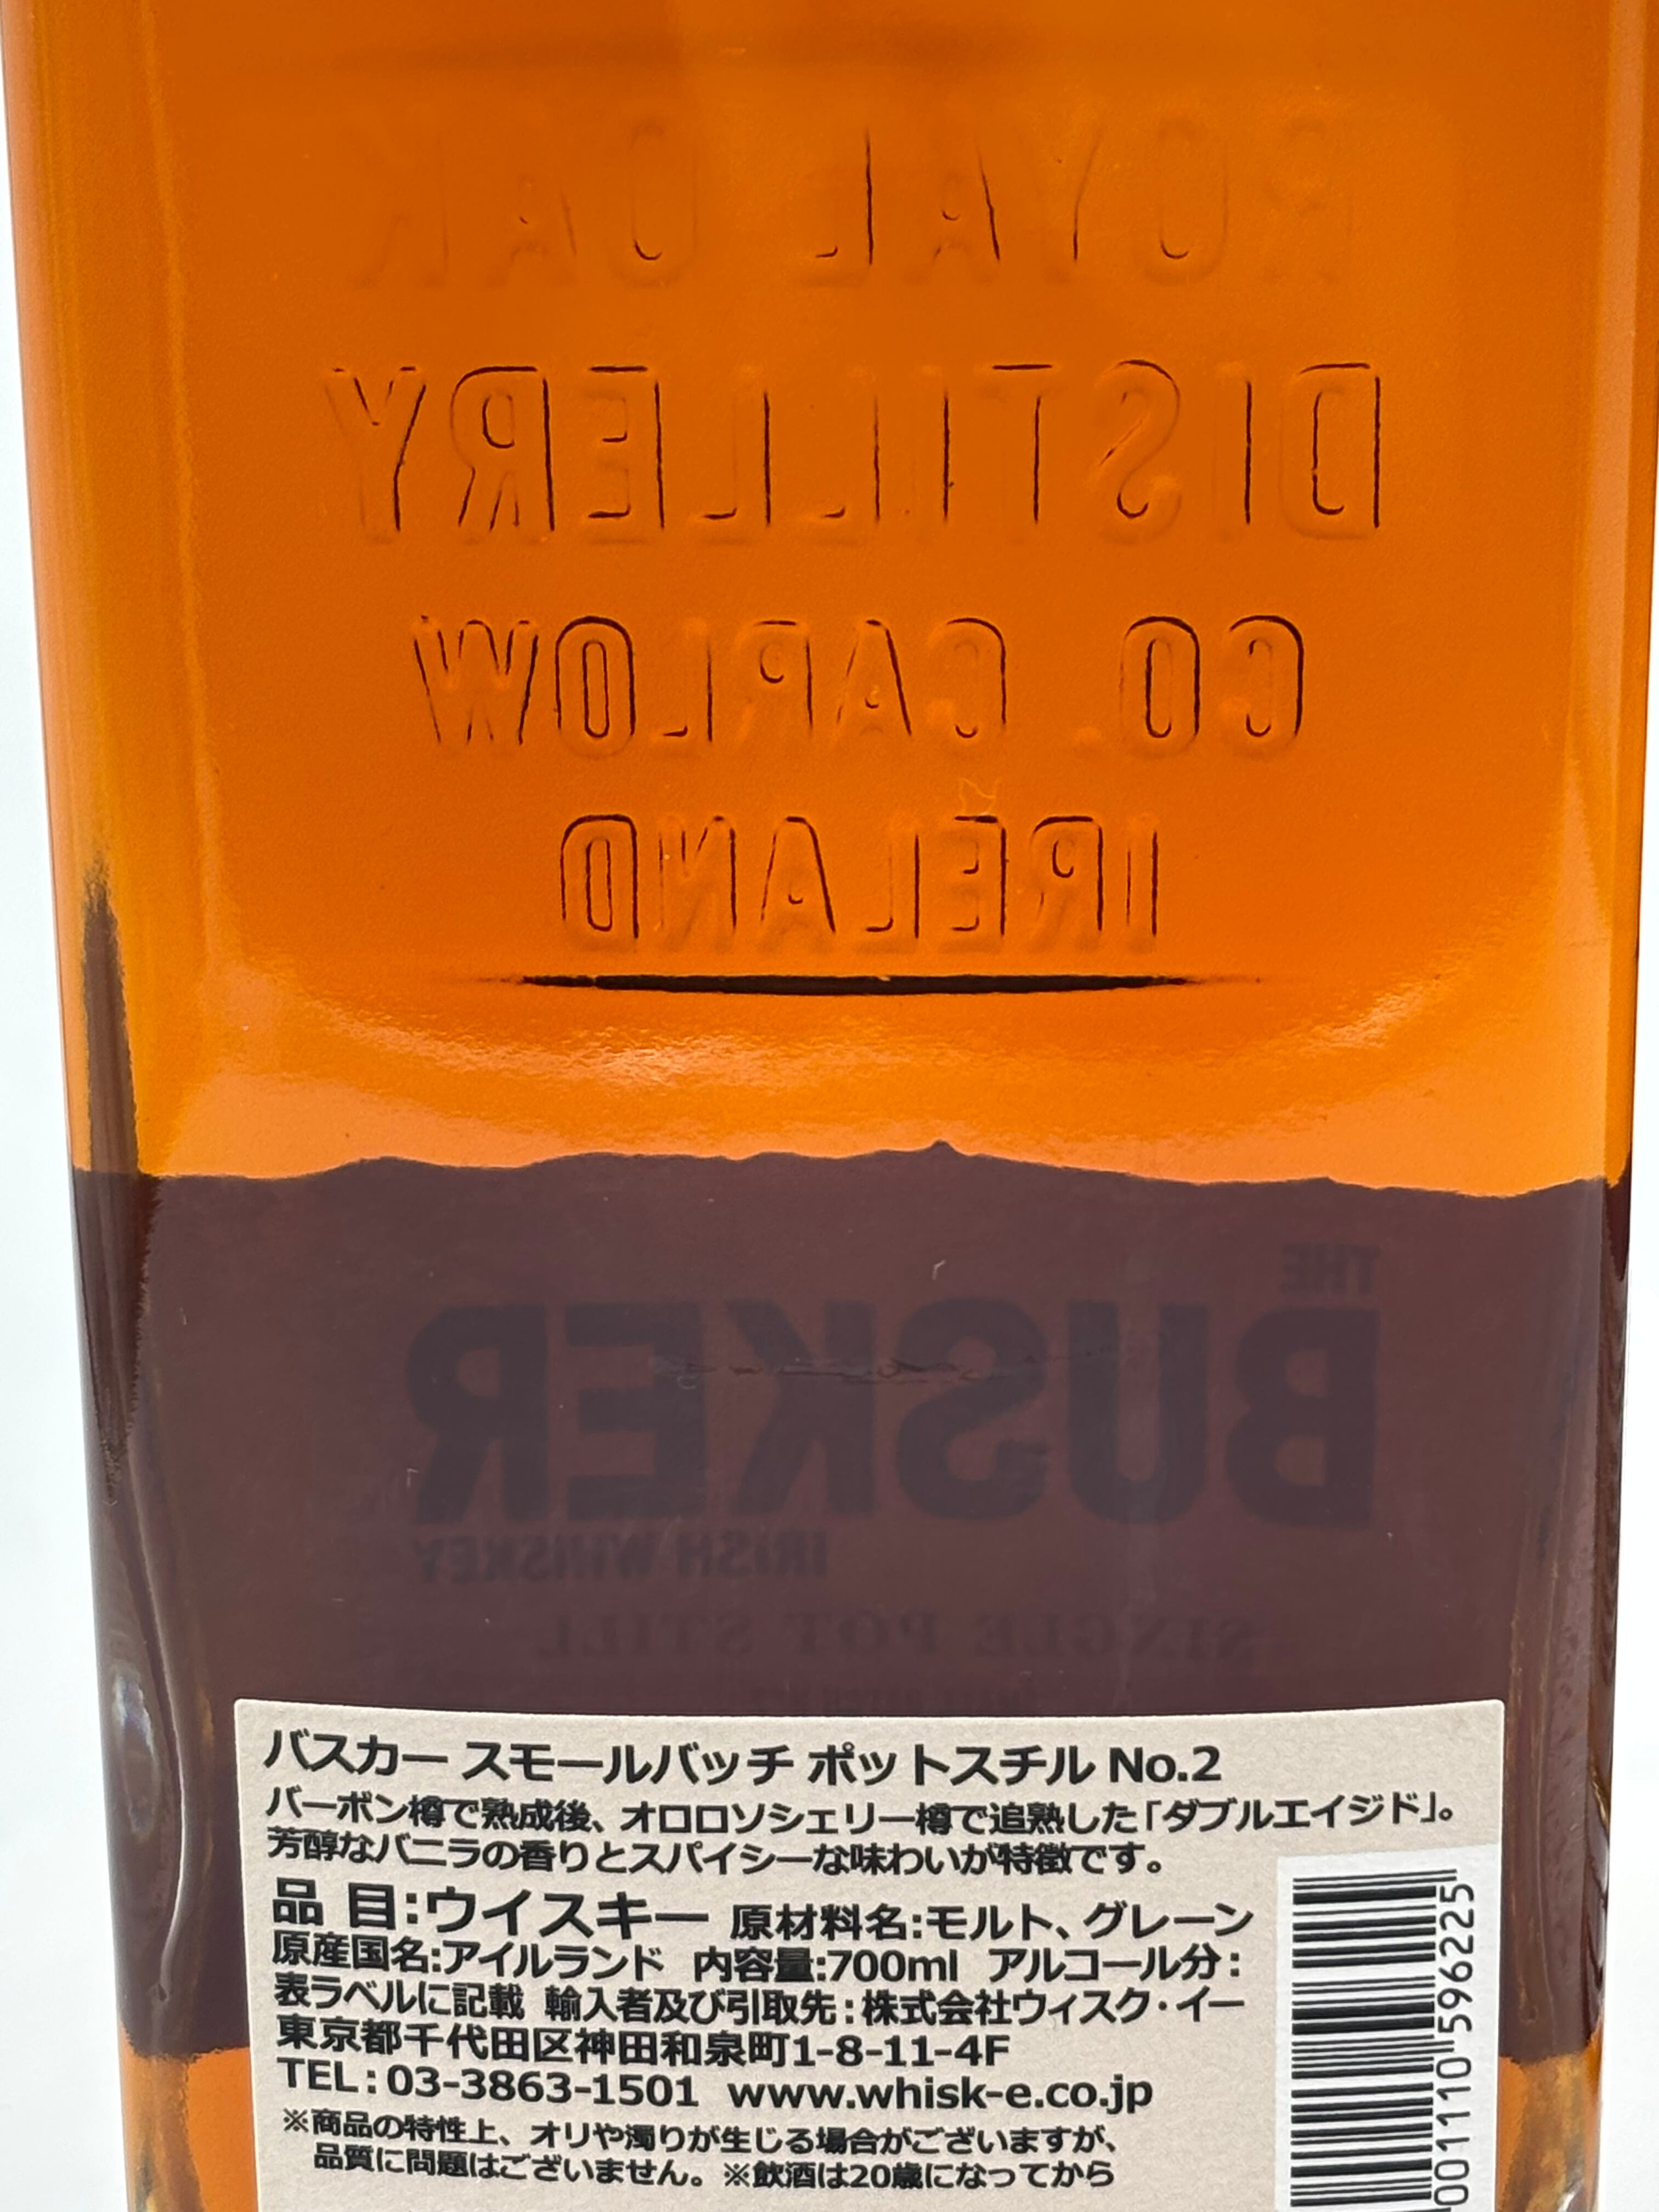 ROYAL OAK
DISTILLERY
CO. CARLOW
IRELAND
THE
BUSKER
IRISH WHISKEY
SINGLE POT STILL
バスカー スモールバッチ ポットスチル No.2
バーボン樽で熟成後、オロロソシェリー樽で追熟した「ダブルエイジド」。
芳醇なバニラの香りとスパイシーな味わいが特徴です。
品 目:ウイスキー 原材料名:モルト、グレーン
原産国名:アイルランド 内容量:700ml アルコール分:
表ラベルに記載 輸入者及び引取先:株式会社ウィスク・イー
東京都千代田区神田和泉町1-8-11-4F
TEL:03-3863-1501 www.whisk-e.co.jp
※商品の特性上、オリや濁りが生じる場合がございますが、
品質に問題はございません。※飲酒は20歳になってから
001110 596225